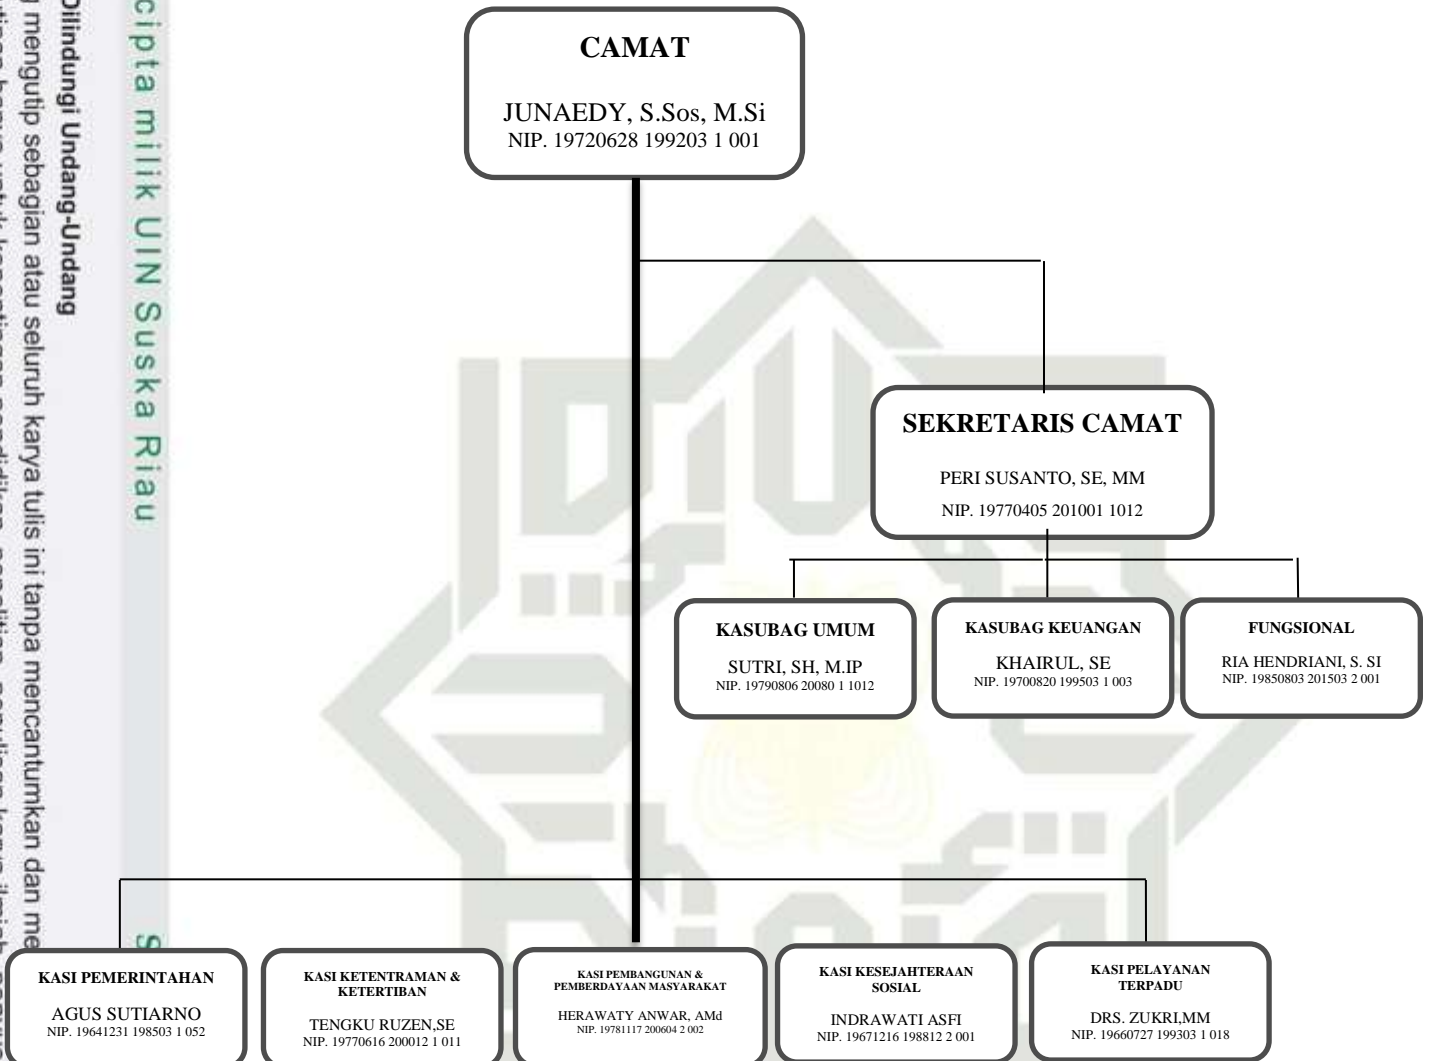 cipta milik UIN Suska Riau
Dilindungi Undang-Undang
mengutip sebagian atau seluruh karya tulis ini tanpa mencantumkan dan me
CAMAT
JUNAEDY, S.Sos, M.Si
NIP. 19720628 199203 1 001
SEKRETARIS CAMAT
PERI SUSANTO, SE, MM
NIP. 19770405 201001 1012
KASUBAG UMUM
SUTRI, SH, M.IP
NIP. 19790806 20080 1 1012
KASUBAG KEUANGAN
KHAIRUL, SE
NIP. 19700820 199503 1 003
FUNGSIONAL
RIA HENDRIANI, S. SI
NIP. 19850803 201503 2 001
KASI PEMERINTAHAN
AGUS SUTIARNO
NIP. 19641231 198503 1 052
KASI KETENTRAMAN &
KETERTIBAN
TENGKU RUZEN,SE
NIP. 19770616 200012 1 011
KASI PEMBANGUNAN &
PEMBERDAYAAN MASYARAKAT
HERAWATY ANWAR, AMd
NIP. 19781117 200604 2 002
KASI KESEJAHTERAAN
SOSIAL
INDRAWATI ASFI
NIP. 19671216 198812 2 001
KASI PELAYANAN
TERPADU
DRS. ZUKRI,MM
NIP. 19660727 199303 1 018